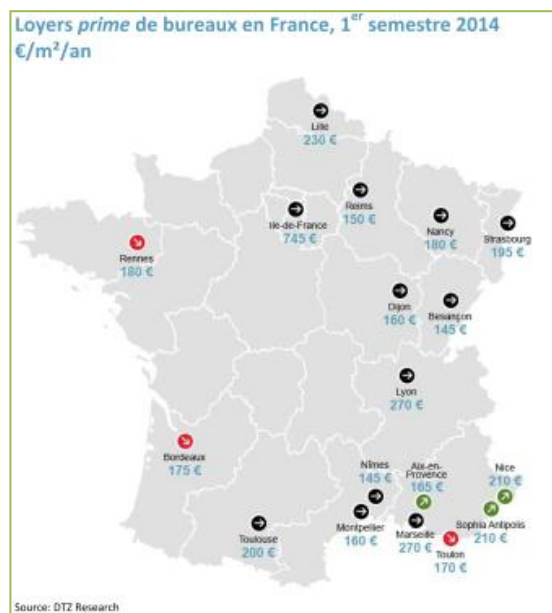 Loyers prime de bureaux en France, 1er semestre 2014
€/m²/an
Lille
230 €
Reims
150 €
Ile-de-France
745 €
Nancy
180 €
Strasbourg
195 €
Rennes
180 €
Dijon
160 €
Besançon
145 €
Lyon
270 €
Bordeaux
175 €
Nîmes
145 €
Aix-en-
Provence
165 €
Nice
210 €
Montpellier
160 €
Marseille
270 €
Sophia Antipolis
210 €
Toulouse
200 €
Toulon
170 €
Source: DTZ Research